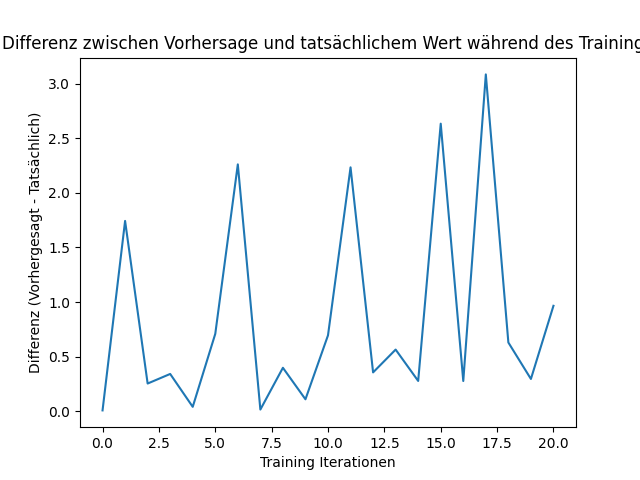 Differenz zwischen Vorhersage und tatsächlichem Wert während des Training
3.0
2.5
2.0
1.5
1.0
0.5
0.0
Differenz (Vorhergesagt - Tatsächlich)
0.0 2.5 5.0 7.5 10.0 12.5 15.0 17.5 20.0
Training Iterationen